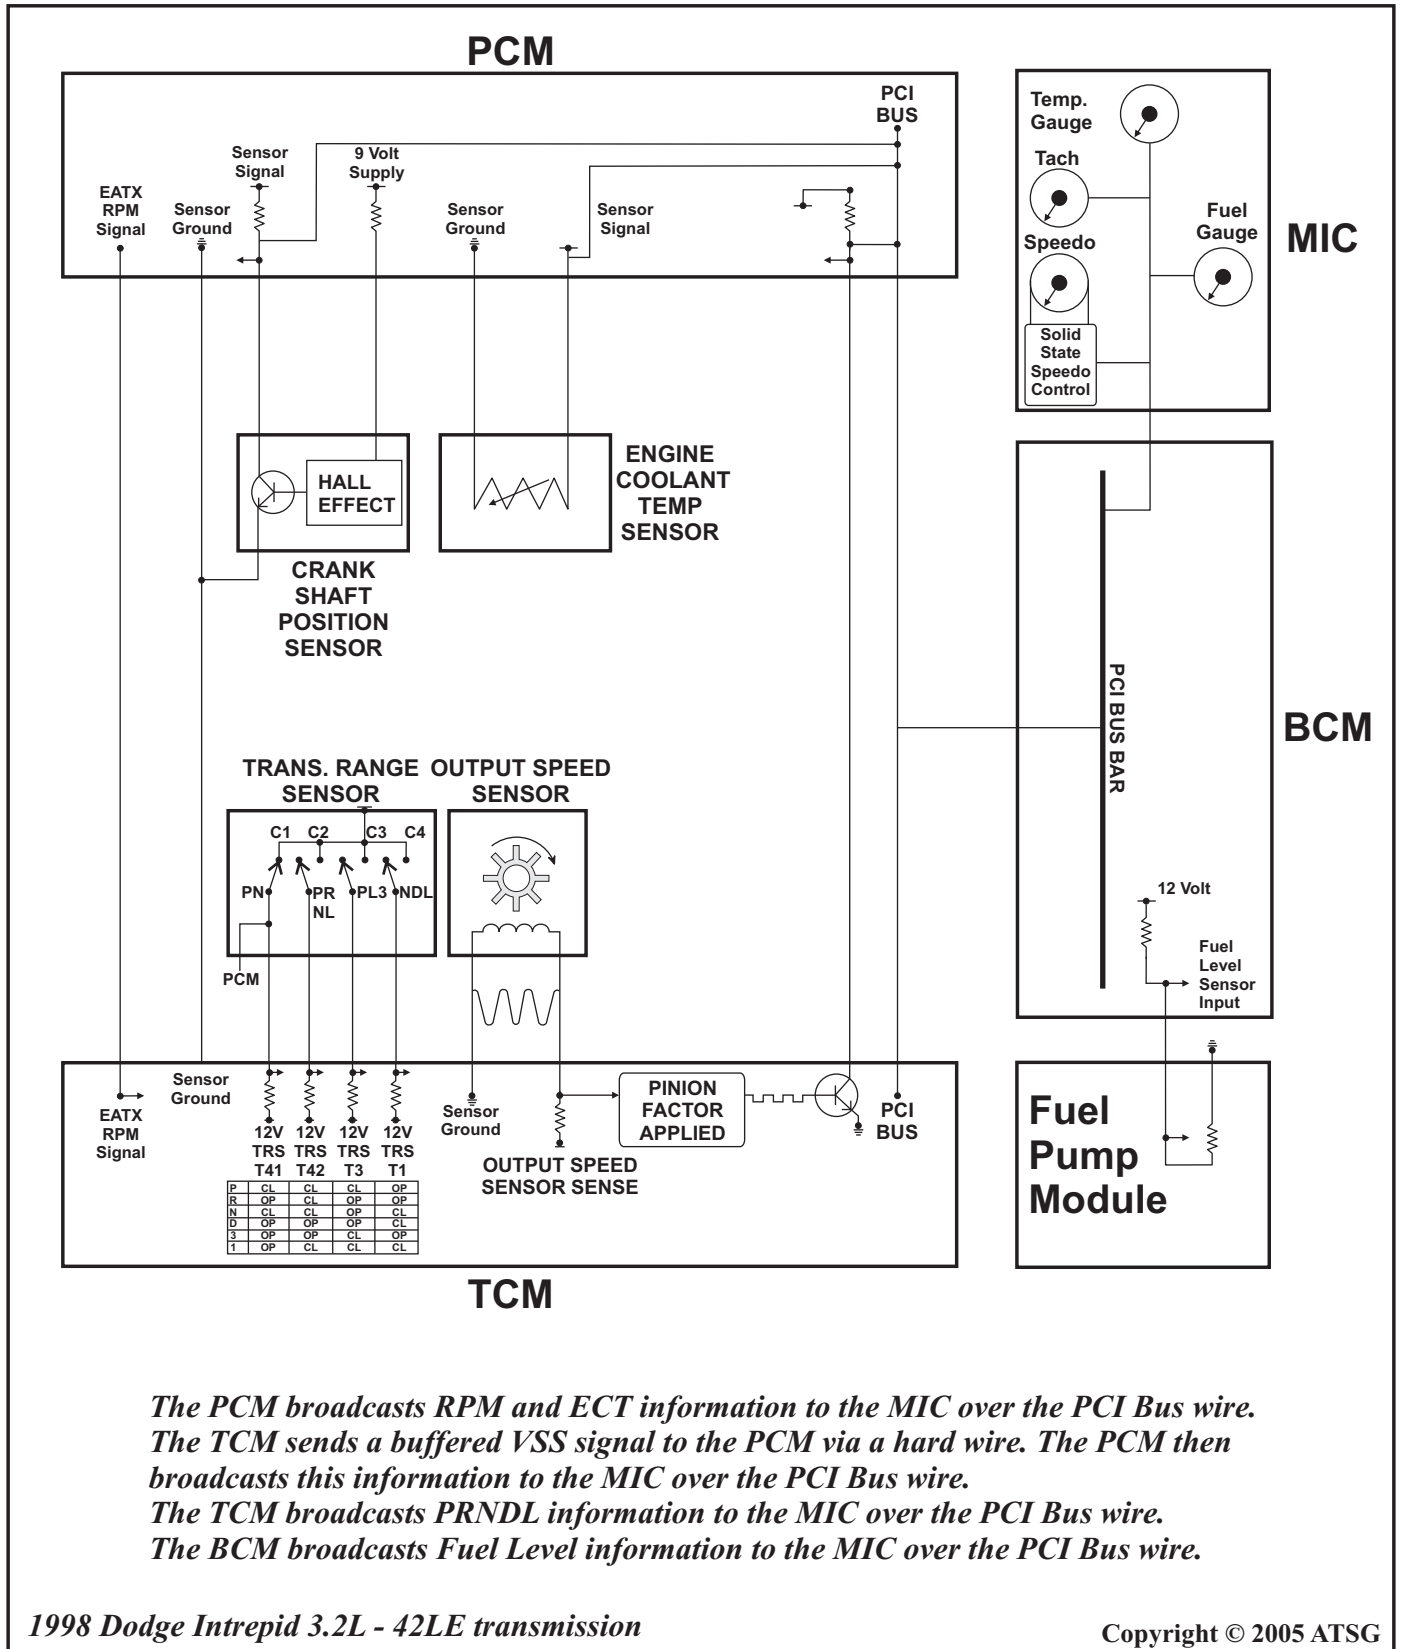 PCM
PCI
BUS
Sensor
Signal
9 Volt
Supply
EATX
RPM
Signal
Sensor
Ground
Sensor
Ground
Sensor
Signal
Temp.
Gauge
Tach
Speedo
Fuel
Gauge
Solid
State
Speedo
Control
MIC
HALL
EFFECT
CRANK
SHAFT
POSITION
SENSOR
ENGINE
COOLANT
TEMP
SENSOR
PCI BUS BAR
BCM
12 Volt
Fuel
Level
Sensor
Input
TRANS. RANGE
SENSOR
C1 C2 C3 C4
PN PR PL3 NDL
NL
PCM
OUTPUT SPEED
SENSOR
EATX
RPM
Signal
Sensor
Ground
12V 12V 12V 12V
TRS TRS TRS TRS
T41 T42 T3 T1
P CL CL CL OP
R OP CL OP OP
N CL CL OP CL
D OP OP OP CL
3 OP OP CL OP
1 OP CL CL CL
Sensor
Ground
OUTPUT SPEED
SENSOR SENSE
PINION
FACTOR
APPLIED
PCI
BUS
TCM
Fuel
Pump
Module
The PCM broadcasts RPM and ECT information to the MIC over the PCI Bus wire.
The TCM sends a buffered VSS signal to the PCM via a hard wire. The PCM then
broadcasts this information to the MIC over the PCI Bus wire.
The TCM broadcasts PRNDL information to the MIC over the PCI Bus wire.
The BCM broadcasts Fuel Level information to the MIC over the PCI Bus wire.
1998 Dodge Intrepid 3.2L - 42LE transmission
Copyright © 2005 ATSG